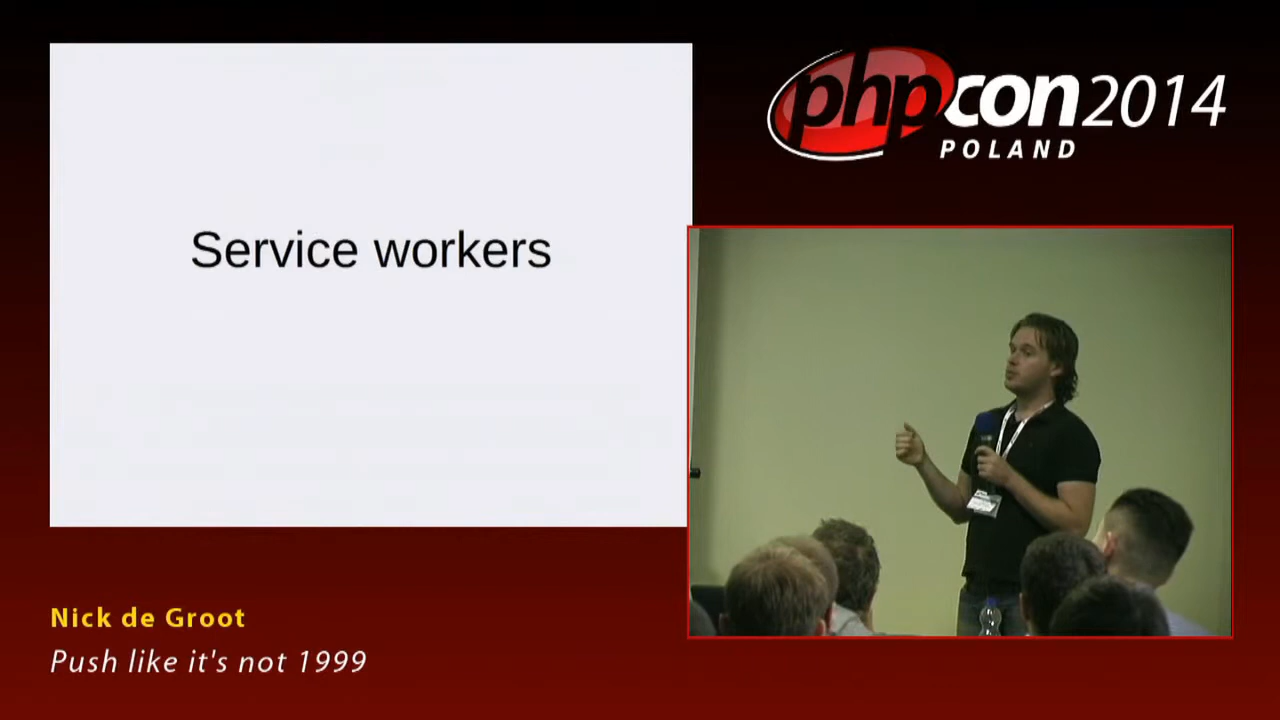 Service workers
phpcon2014
POLAND
Nick de Groot
Push like it's not 1999